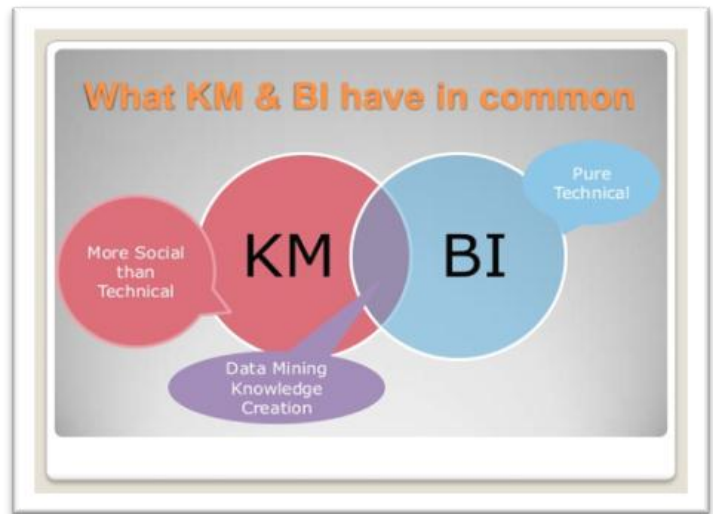 What KM & BI have in common
Pure
Technical
KM
BI
More Social
than
Technical
Data Mining
Knowledge
Creation